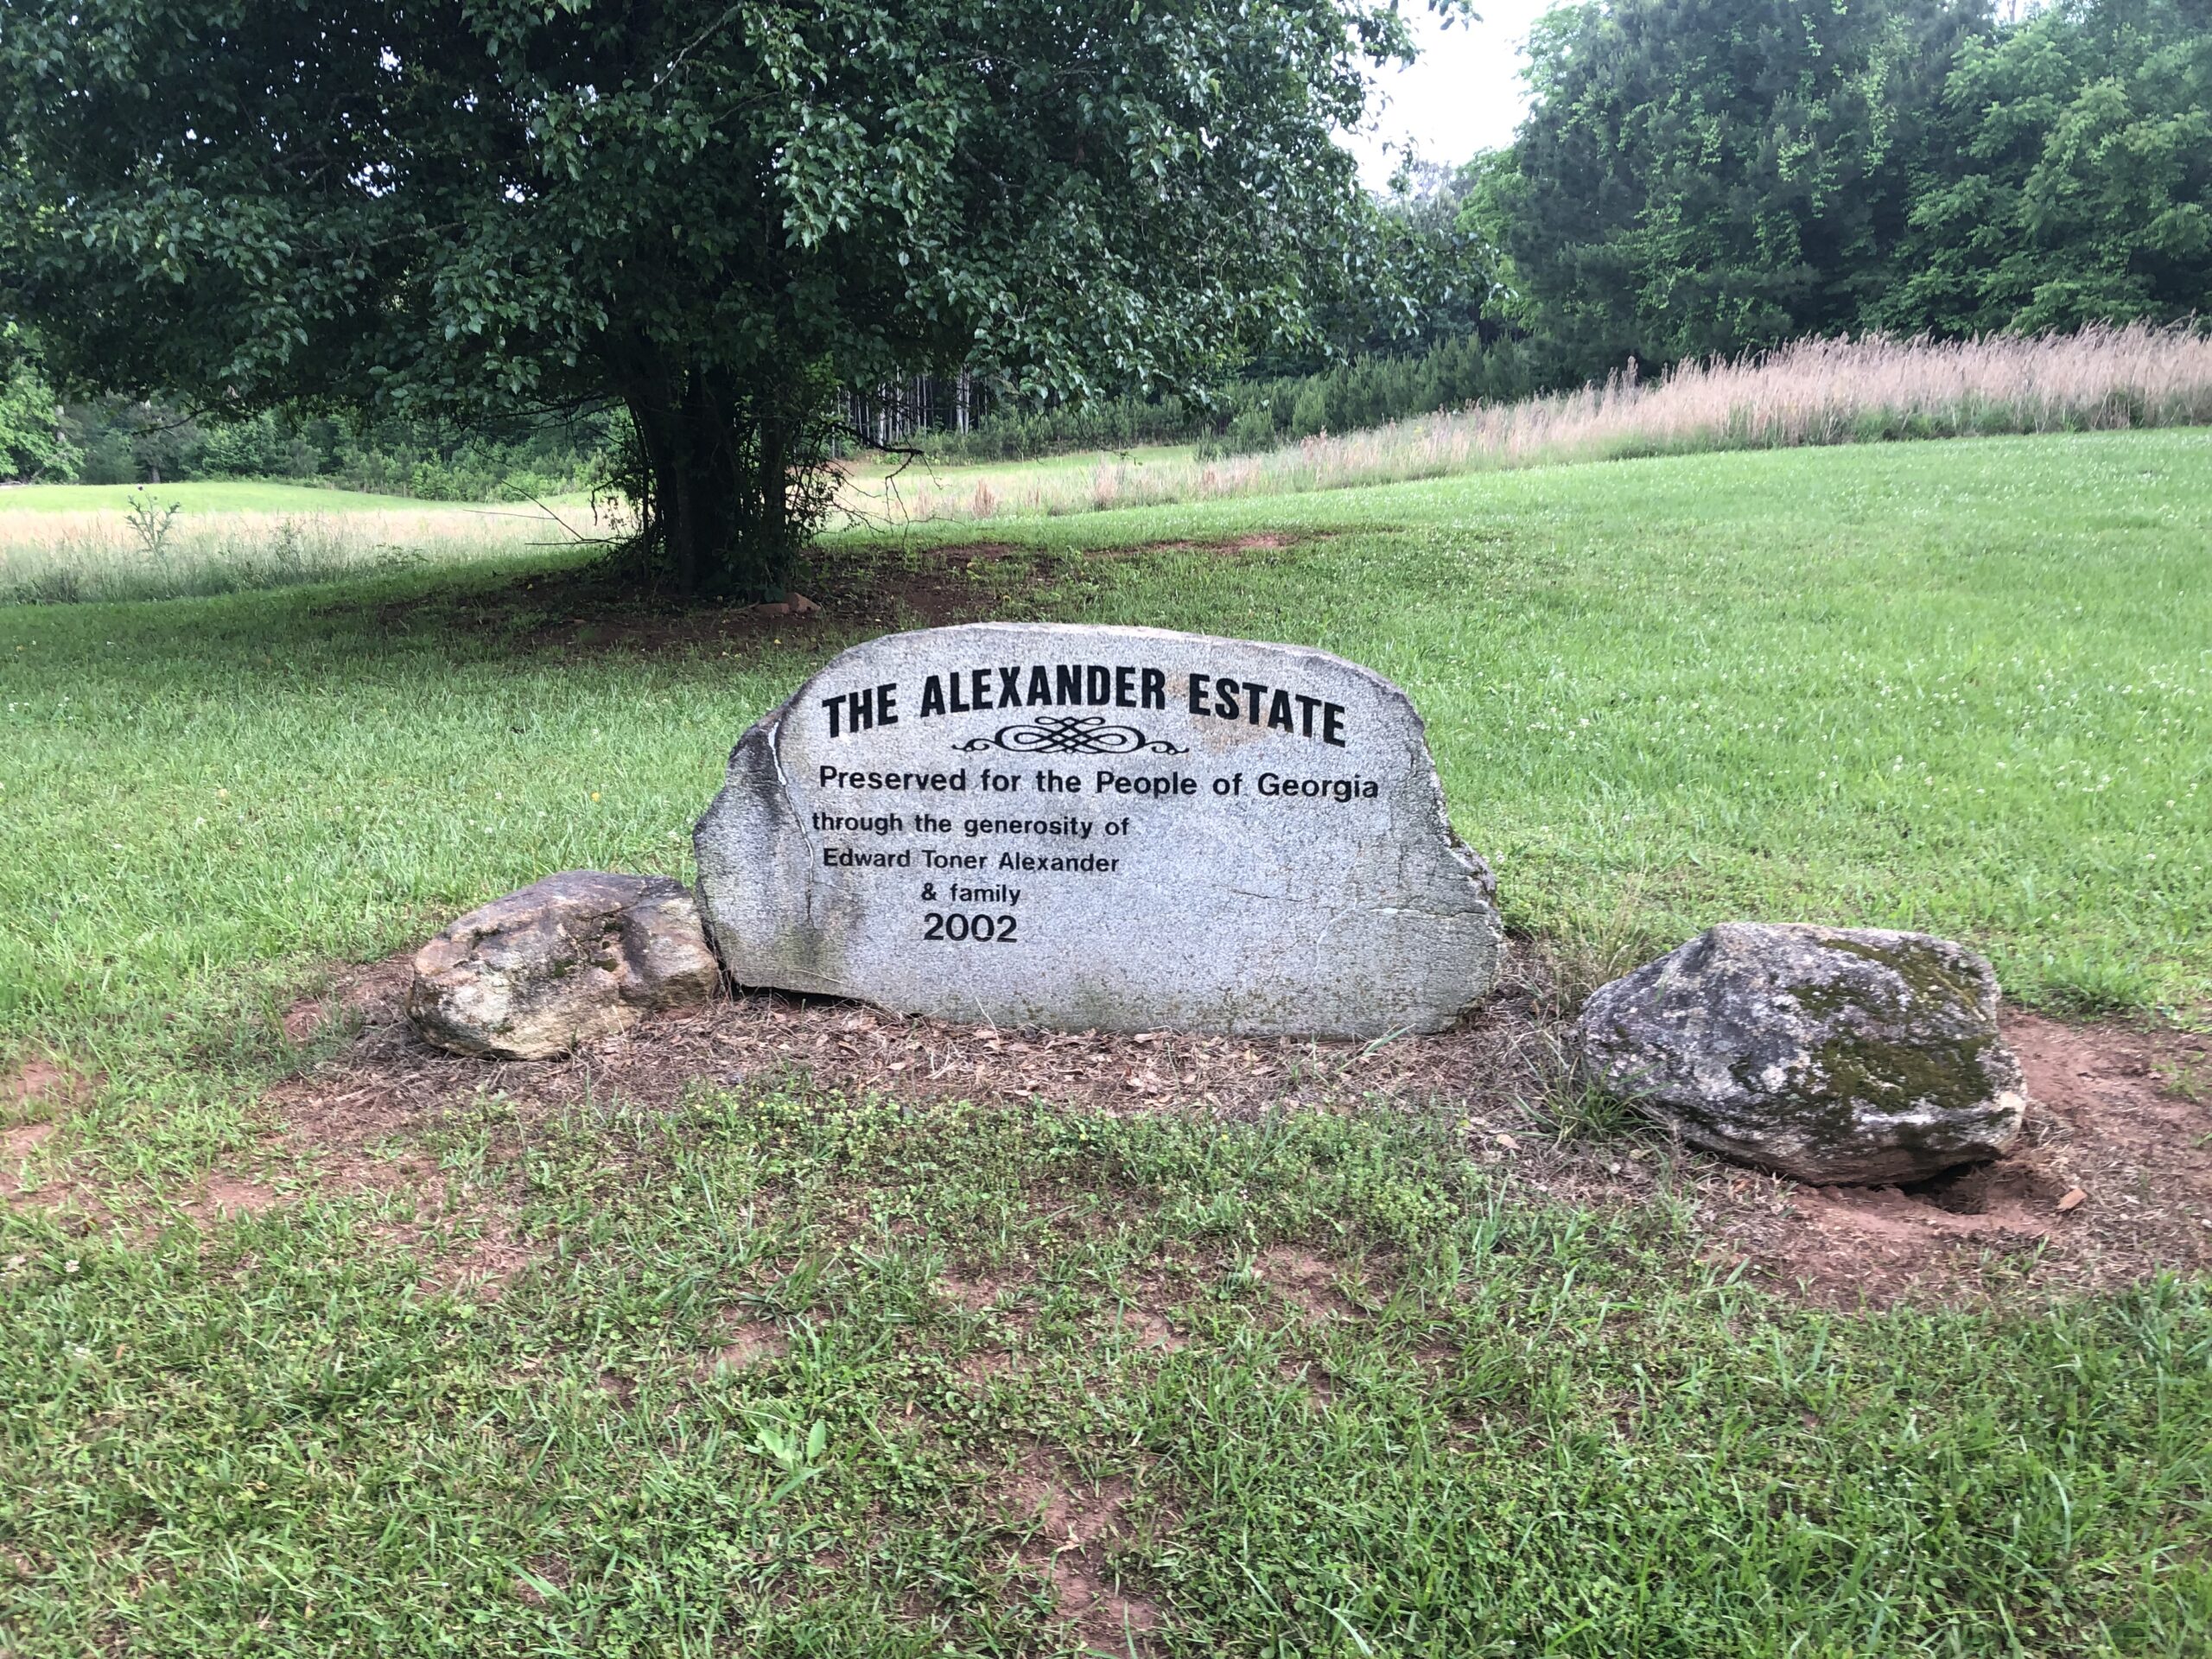 THE ALEXANDER ESTATE
Preserved for the People of Georgia
through the generosity of
Edward Toner Alexander
& family
2002